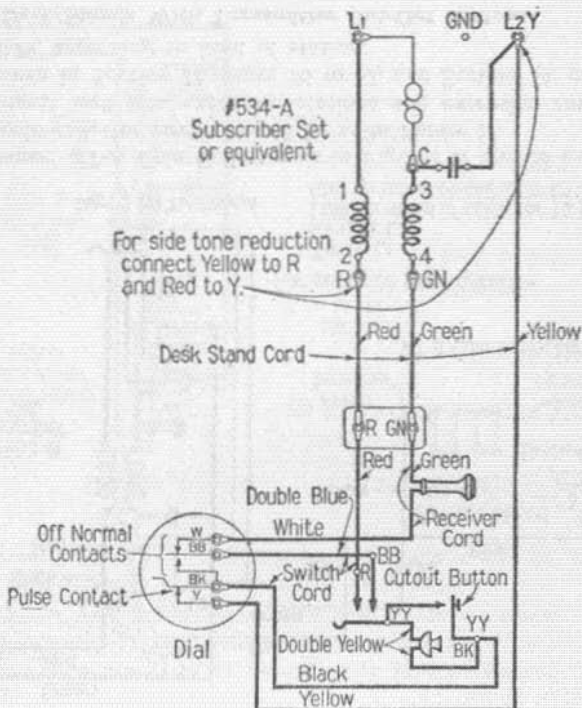 L1
GND
L2 Y
#534-A
Subscriber Set
or equivalent
C
1
3
For side tone reduction
connect Yellow to R
and Red to Y.
2
4
R
GN
Red
Green
Yellow
Desk Stand Cord
R GN
Red
Green
Double Blue
Off Normal
Contacts
W
BB
White
Receiver
Cord
BB
Pulse Contact
BK
Y
Switch
Cord
R
Cutout Button
YY
YY
Dial
Double Yellow
BK
Black
Yellow